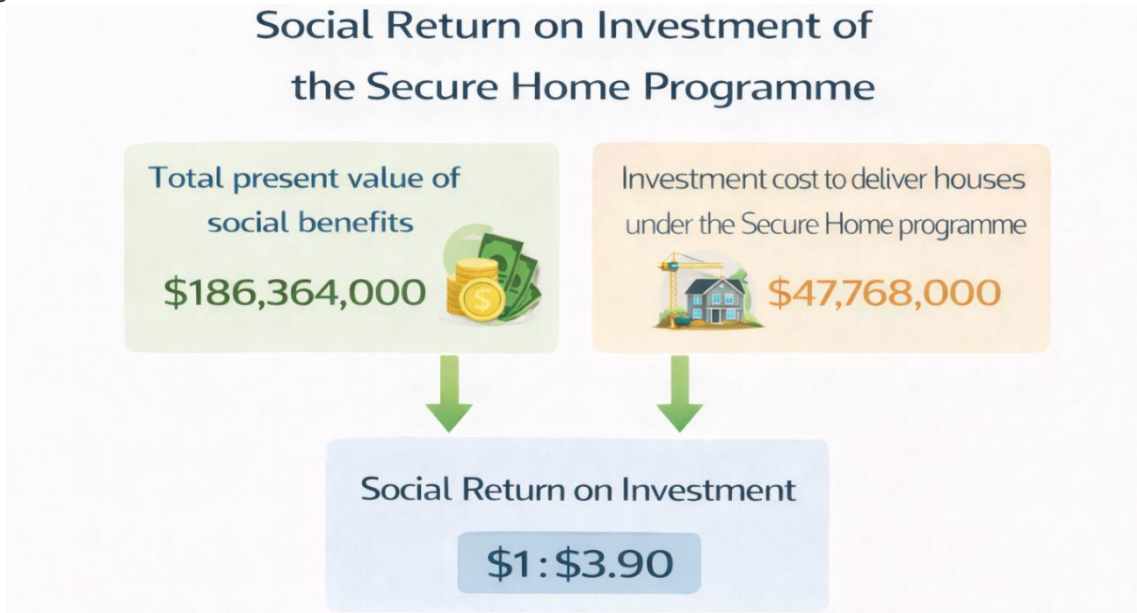 Social Return on Investment of
the Secure Home Programme
Total present value of
social benefits
$186,364,000
Investment cost to deliver houses
under the Secure Home programme
$47,768,000
Social Return on Investment
$1 : $3.90